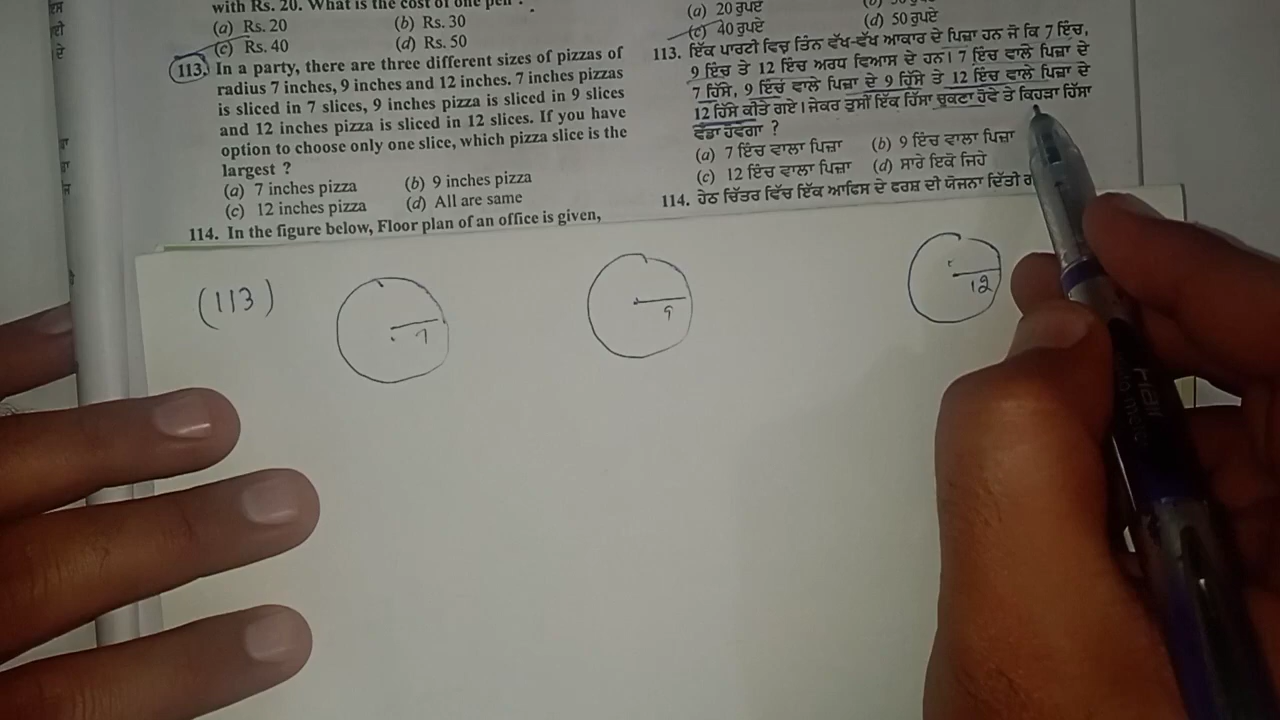 with Rs. 20. What is the cost of one pen ?
(a) Rs. 20 (b) Rs. 30
(c) Rs. 40 (d) Rs. 50
113. In a party, there are three different sizes of pizzas of
radius 7 inches, 9 inches and 12 inches. 7 inches pizzas
is sliced in 7 slices, 9 inches pizza is sliced in 9 slices
and 12 inches pizza is sliced in 12 slices. If you have
option to choose only one slice, which pizza slice is the
largest ?
(a) 7 inches pizza (b) 9 inches pizza
(c) 12 inches pizza (d) All are same
114. In the figure below, Floor plan of an office is given,
(a) 20 ਰੁਪਏ
(c) 40 ਰੁਪਏ (d) 50 ਰੁਪਏ
113. ਇੱਕ ਪਾਰਟੀ ਵਿਚ ਤਿੰਨ ਵੱਖ-ਵੱਖ ਆਕਾਰ ਦੇ ਪਿਜ਼ਾ ਹਨ ਜੋ ਕਿ 7 ਇੰਚ,
9 ਇੰਚ ਤੇ 12 ਇੰਚ ਅਰਧ ਵਿਆਸ ਦੇ ਹਨ। 7 ਇੰਚ ਵਾਲੇ ਪਿਜ਼ਾ ਦੇ
7 ਹਿੱਸੇ, 9 ਇੰਚ ਵਾਲੇ ਪਿਜ਼ਾ ਦੇ 9 ਹਿੱਸੇ ਤੇ 12 ਇੰਚ ਵਾਲੇ ਪਿਜ਼ਾ ਦੇ
12 ਹਿੱਸੇ ਕੀਤੇ ਗਏ। ਜੇਕਰ ਤੁਸੀਂ ਇੱਕ ਹਿੱਸਾ ਚੁਕਣਾ ਹੋਵੇ ਤੇ ਕਿਹੜਾ ਹਿੱਸਾ
ਵੱਡਾ ਹੋਵੇਗਾ ?
(a) 7 ਇੰਚ ਵਾਲਾ ਪਿਜ਼ਾ (b) 9 ਇੰਚ ਵਾਲਾ ਪਿਜ਼ਾ
(c) 12 ਇੰਚ ਵਾਲਾ ਪਿਜ਼ਾ (d) ਸਾਰੇ ਇਕੋ ਜਿਹੇ
114. ਹੇਠ ਚਿੱਤਰ ਵਿੱਚ ਇੱਕ ਆਫਿਸ ਦੇ ਫਰਸ਼ ਦੀ ਯੋਜਨਾ ਦਿੱਤੀ
(113) 7 9 12